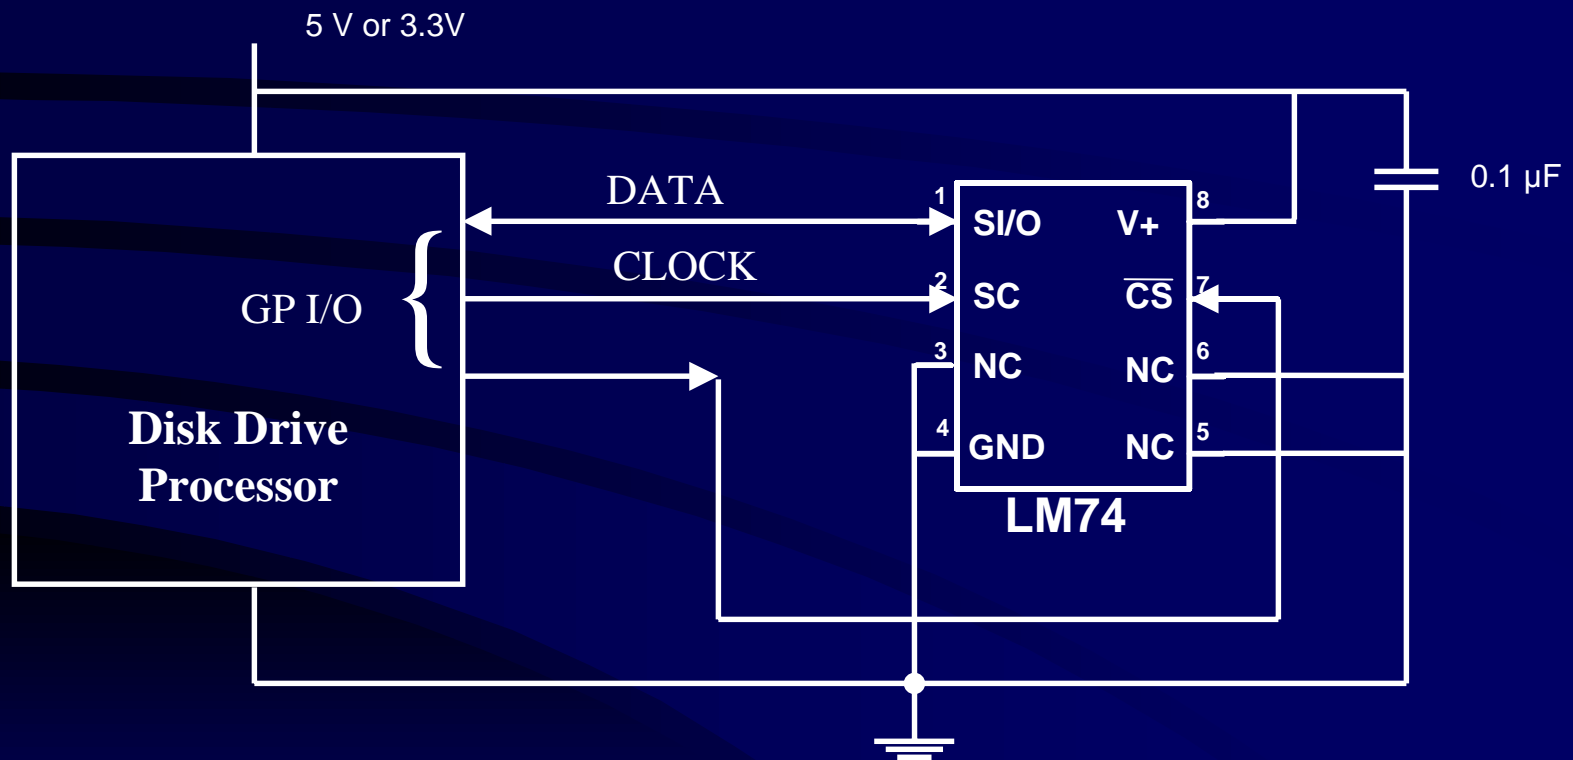 5 V or 3.3V
0.1 µF
DATA
CLOCK
GP I/O
Disk Drive
Processor
1
SI/O
V+
8
2
SC
CS
7
3
NC
NC
6
4
GND
NC
5
LM74